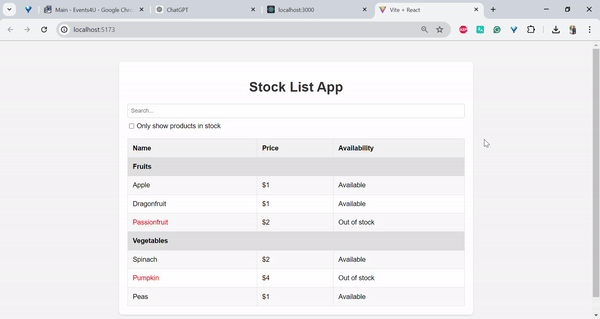 Main - Events4U - Google Chro
ChatGPT
localhost:3000
Vite + React
localhost:5173
Stock List App
Search...
Only show products in stock
Name Price Availability
Fruits
Apple $1 Available
Dragonfruit $1 Available
Passionfruit $2 Out of stock
Vegetables
Spinach $2 Available
Pumpkin $4 Out of stock
Peas $1 Available